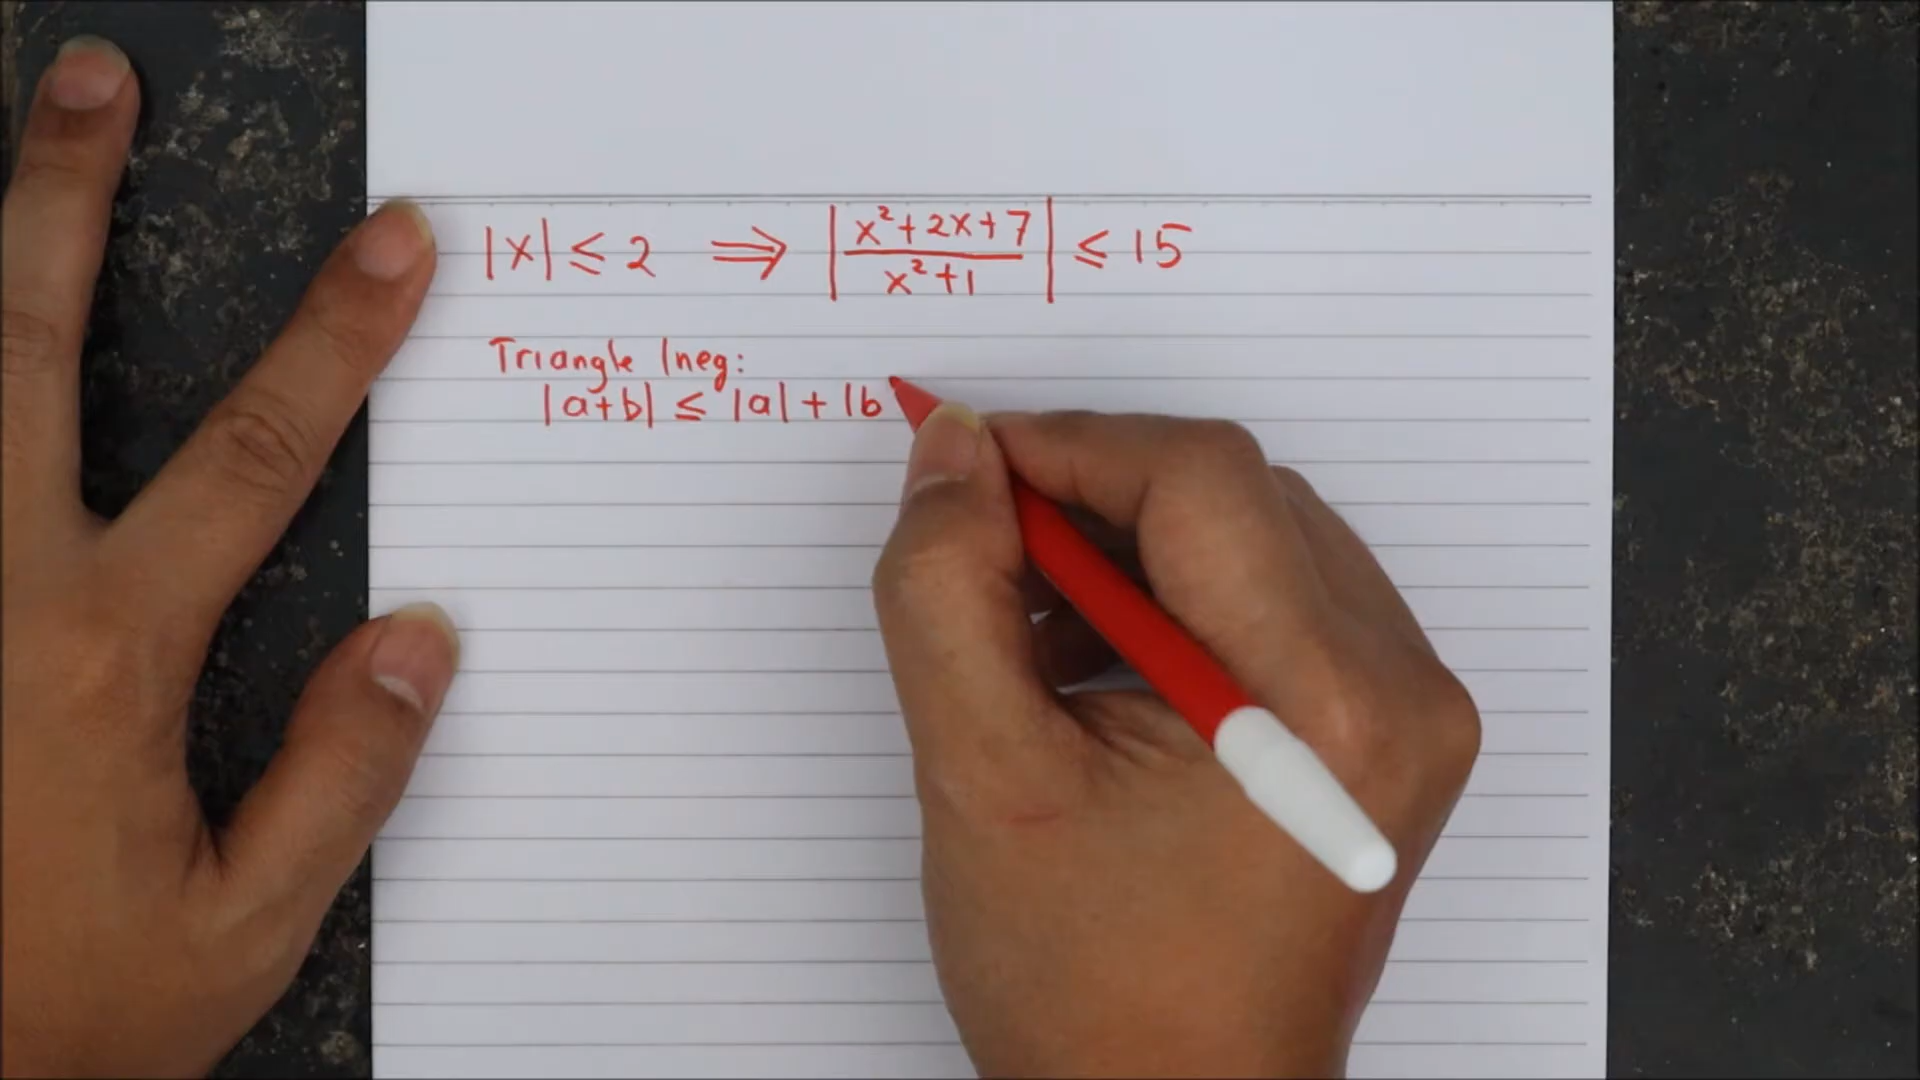 |x| ≤ 2 ⟹ |x²+2x+7 / x²+1| ≤ 15
Triangle Ineq:
|a+b| ≤ |a| + |b